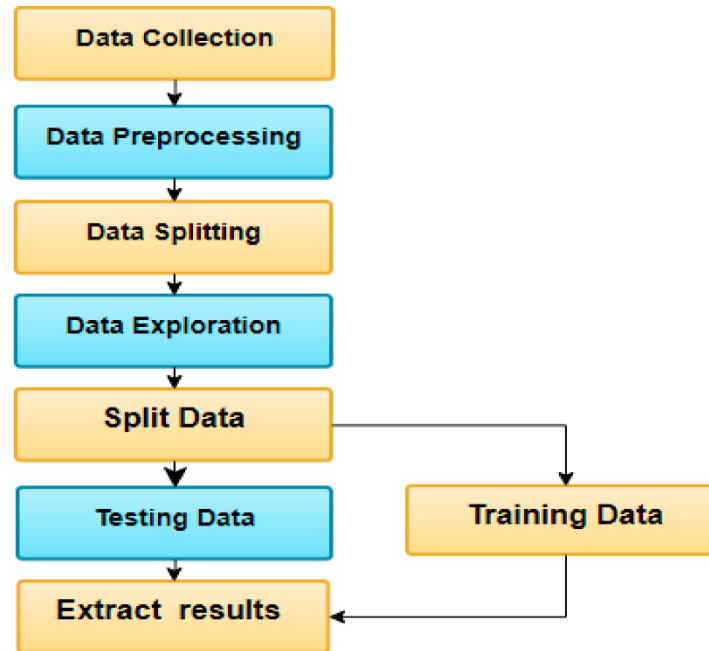 Data Collection
Data Preprocessing
Data Splitting
Data Exploration
Split Data
Testing Data
Training Data
Extract results